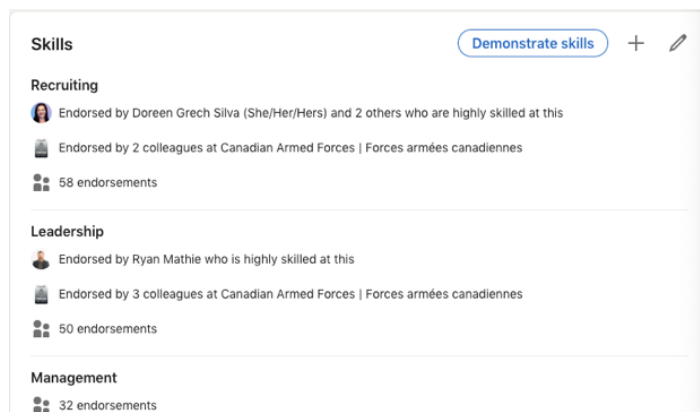 Skills
Demonstrate skills
Recruiting
Endorsed by Doreen Grech Silva (She/Her/Hers) and 2 others who are highly skilled at this
Endorsed by 2 colleagues at Canadian Armed Forces | Forces armées canadiennes
58 endorsements
Leadership
Endorsed by Ryan Mathie who is highly skilled at this
Endorsed by 3 colleagues at Canadian Armed Forces | Forces armées canadiennes
50 endorsements
Management
32 endorsements